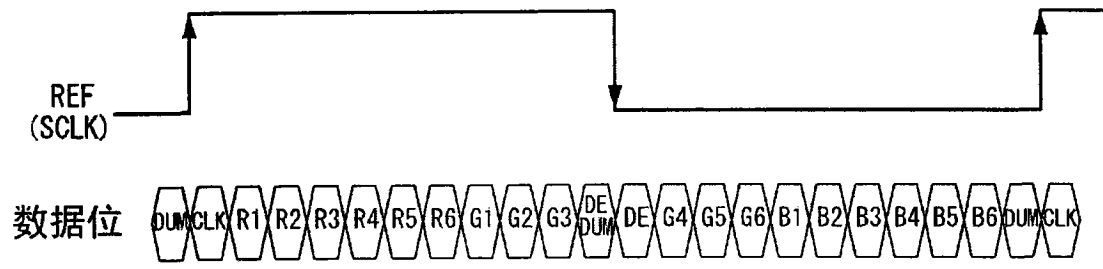 REF
(SCLK)
数据位 DUM CLK R1 R2 R3 R4 R5 R6 G1 G2 G3 DE DUM DE G4 G5 G6 B1 B2 B3 B4 B5 B6 DUM CLK